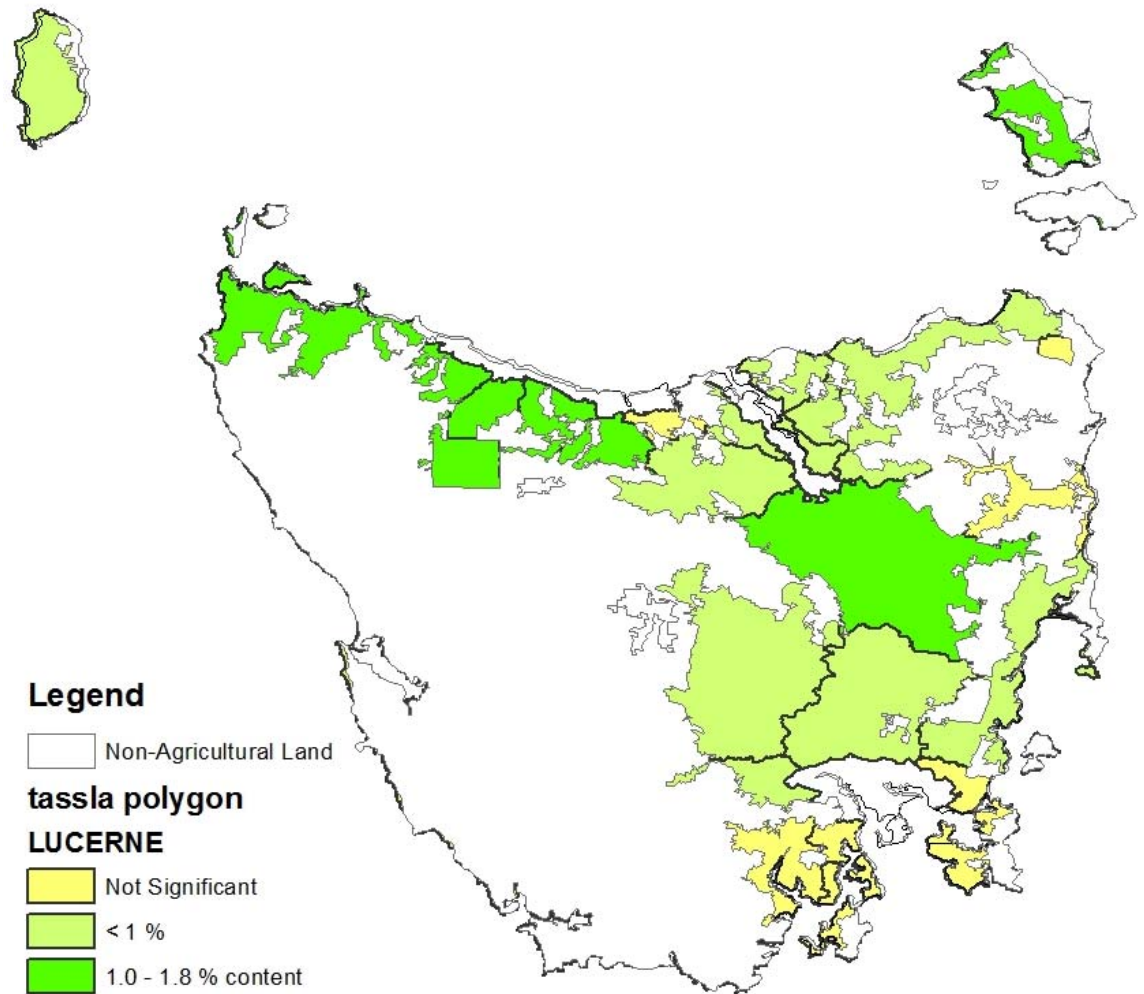 Legend
Non-Agricultural Land
tassla polygon
LUCERNE
Not Significant
< 1 %
1.0 - 1.8 % content